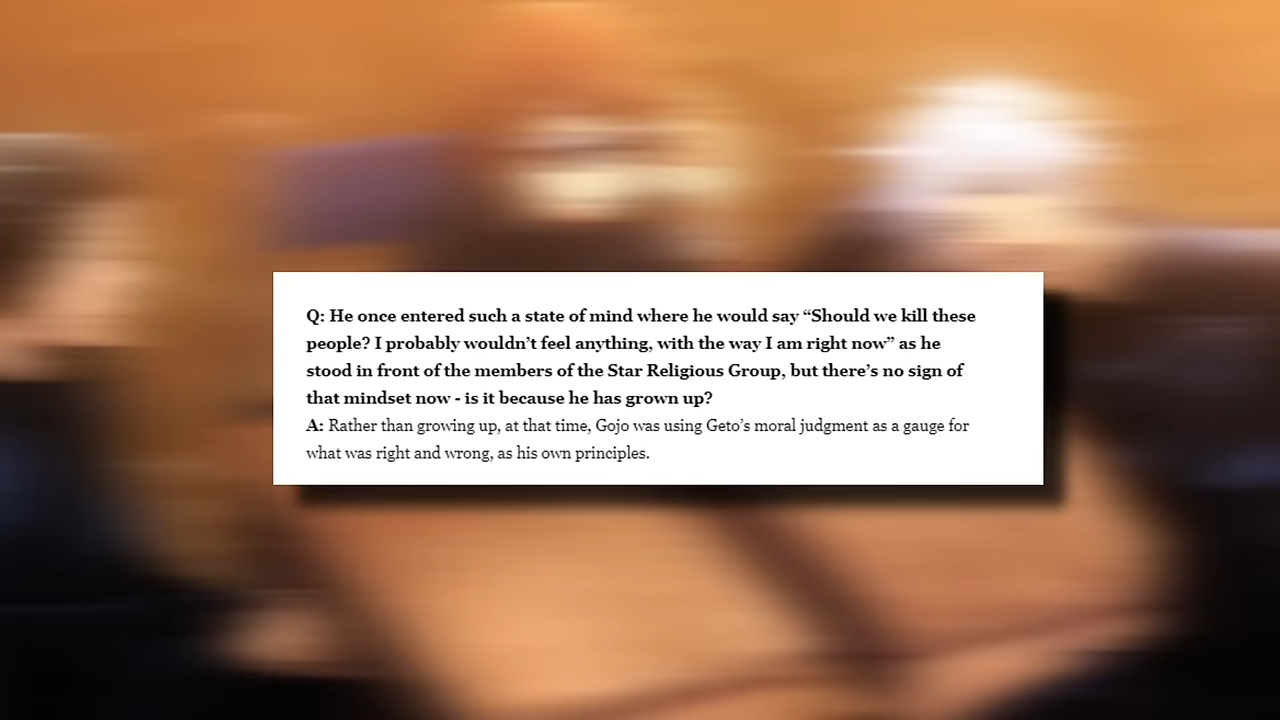 Q: He once entered such a state of mind where he would say “Should we kill these
people? I probably wouldn’t feel anything, with the way I am right now” as he
stood in front of the members of the Star Religious Group, but there’s no sign of
that mindset now - is it because he has grown up?
A: Rather than growing up, at that time, Gojo was using Geto’s moral judgment as a gauge for
what was right and wrong, as his own principles.